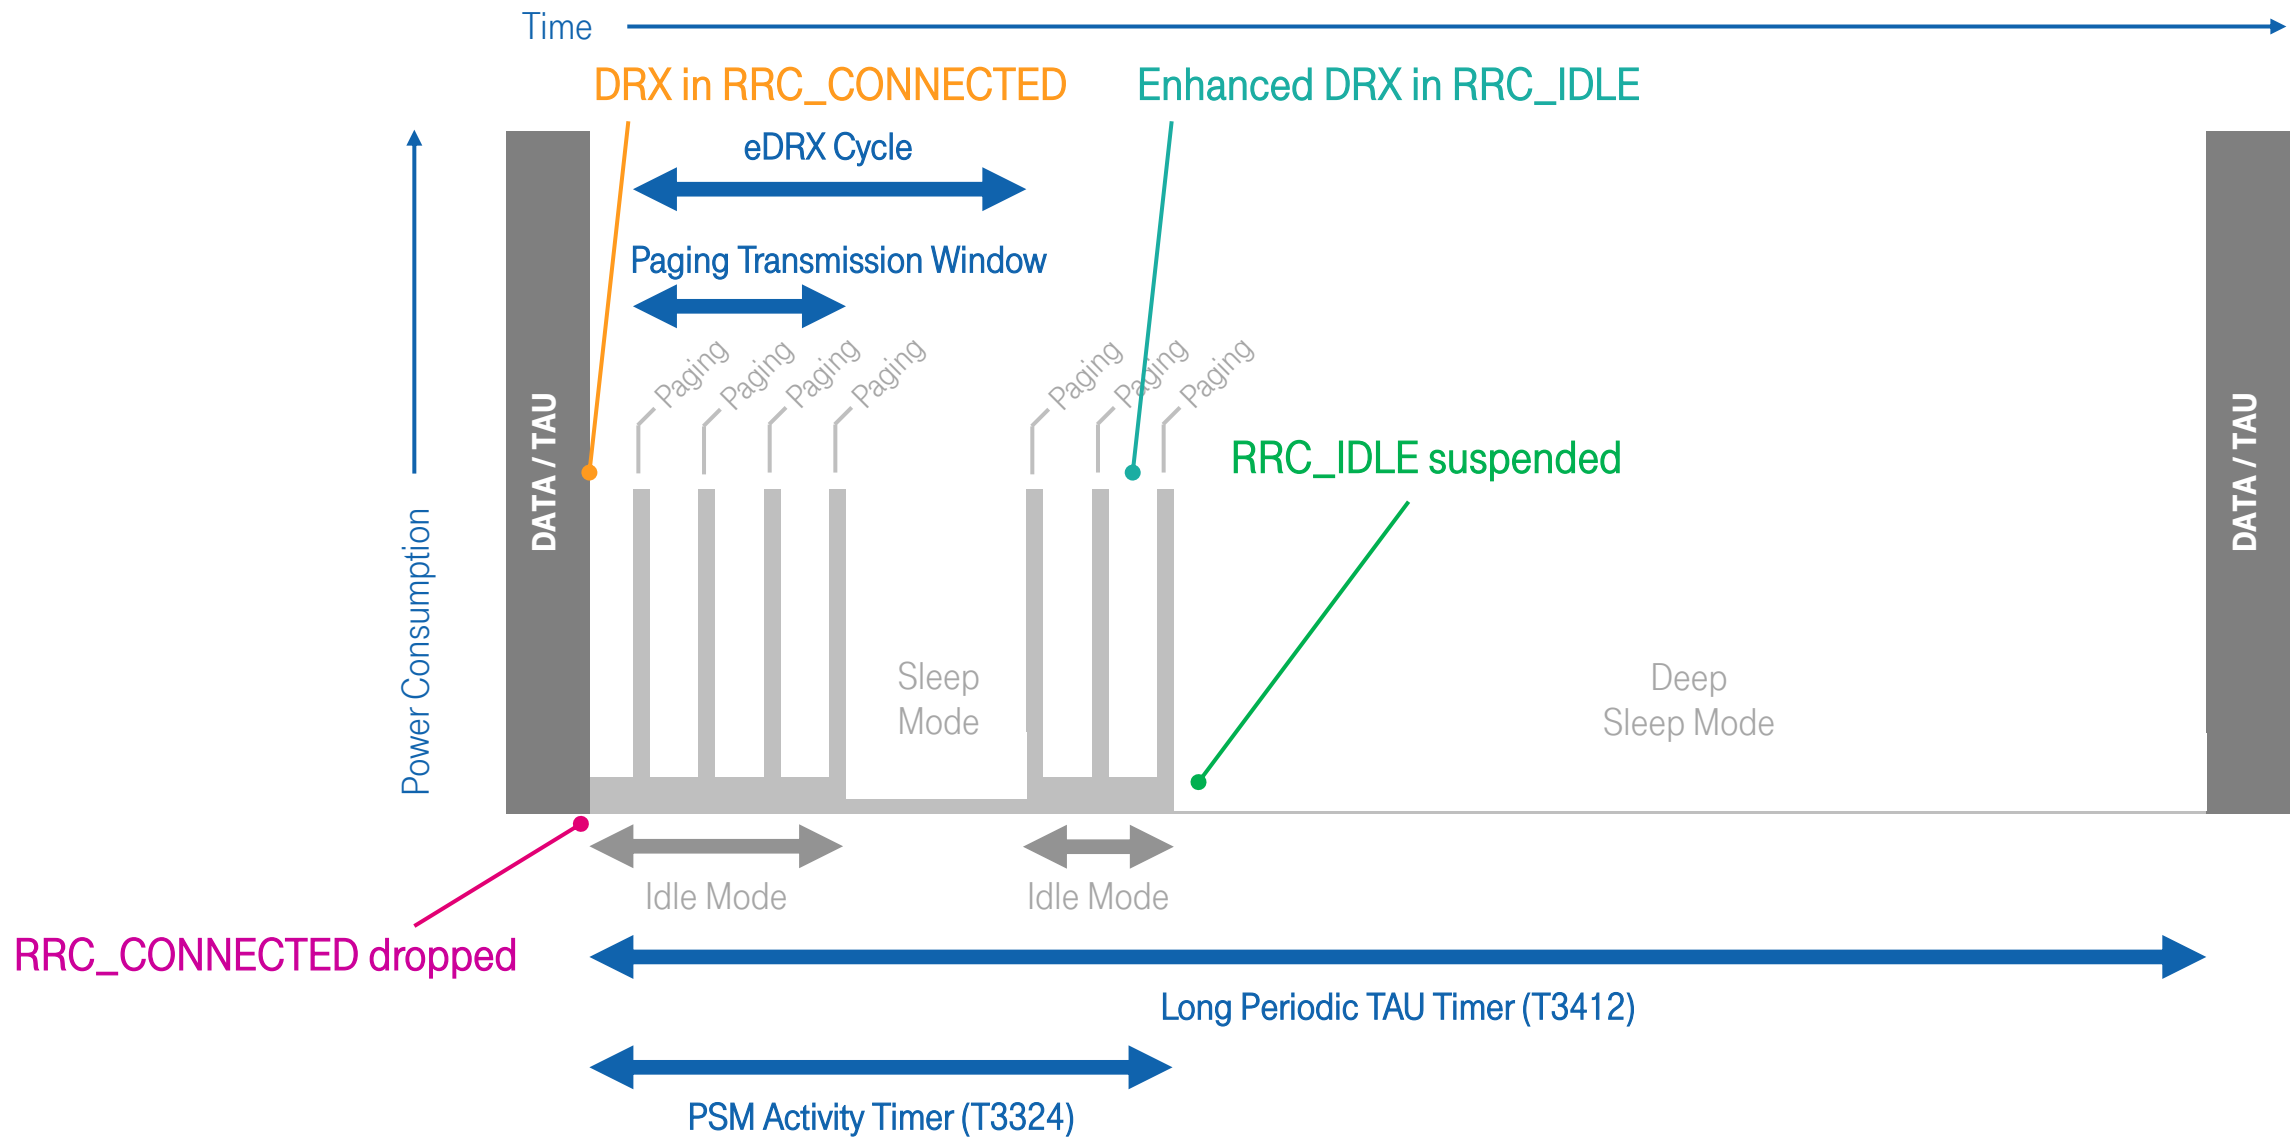 Time
DRX in RRC_CONNECTED
Enhanced DRX in RRC_IDLE
eDRX Cycle
Paging Transmission Window
Paging
Paging
Paging
Paging
Paging
Paging
Paging
DATA / TAU
DATA / TAU
RRC_IDLE suspended
Power Consumption
Sleep
Mode
Deep
Sleep Mode
Idle Mode
Idle Mode
RRC_CONNECTED dropped
Long Periodic TAU Timer (T3412)
PSM Activity Timer (T3324)